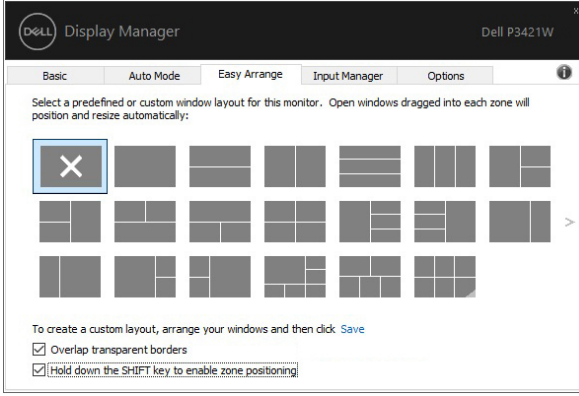 DELL Display Manager
Dell P3421W
Basic
Auto Mode
Easy Arrange
Input Manager
Options
Select a predefined or custom window layout for this monitor. Open windows dragged into each zone will
position and resize automatically:
To create a custom layout, arrange your windows and then click Save
Overlap transparent borders
Hold down the SHIFT key to enable zone positioning